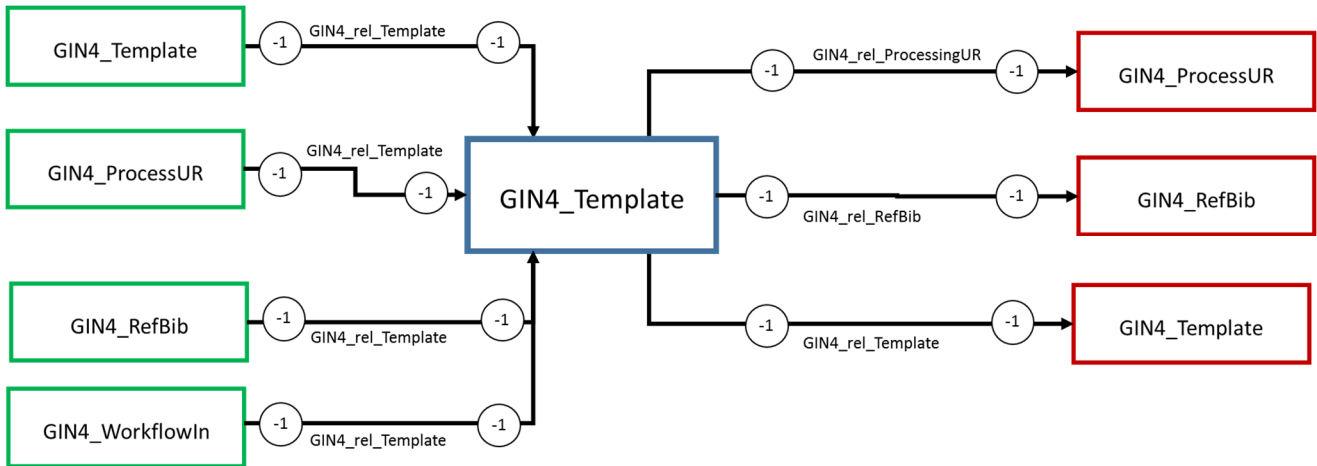 GIN4_Template
-1
GIN4_rel_Template
-1
-1
GIN4_rel_ProcessingUR
-1
GIN4_ProcessUR
GIN4_ProcessUR
-1
GIN4_rel_Template
-1
GIN4_Template
-1
GIN4_rel_RefBib
-1
GIN4_RefBib
GIN4_RefBib
-1
GIN4_rel_Template
-1
-1
GIN4_rel_Template
-1
GIN4_Template
GIN4_WorkflowIn
-1
GIN4_rel_Template
-1